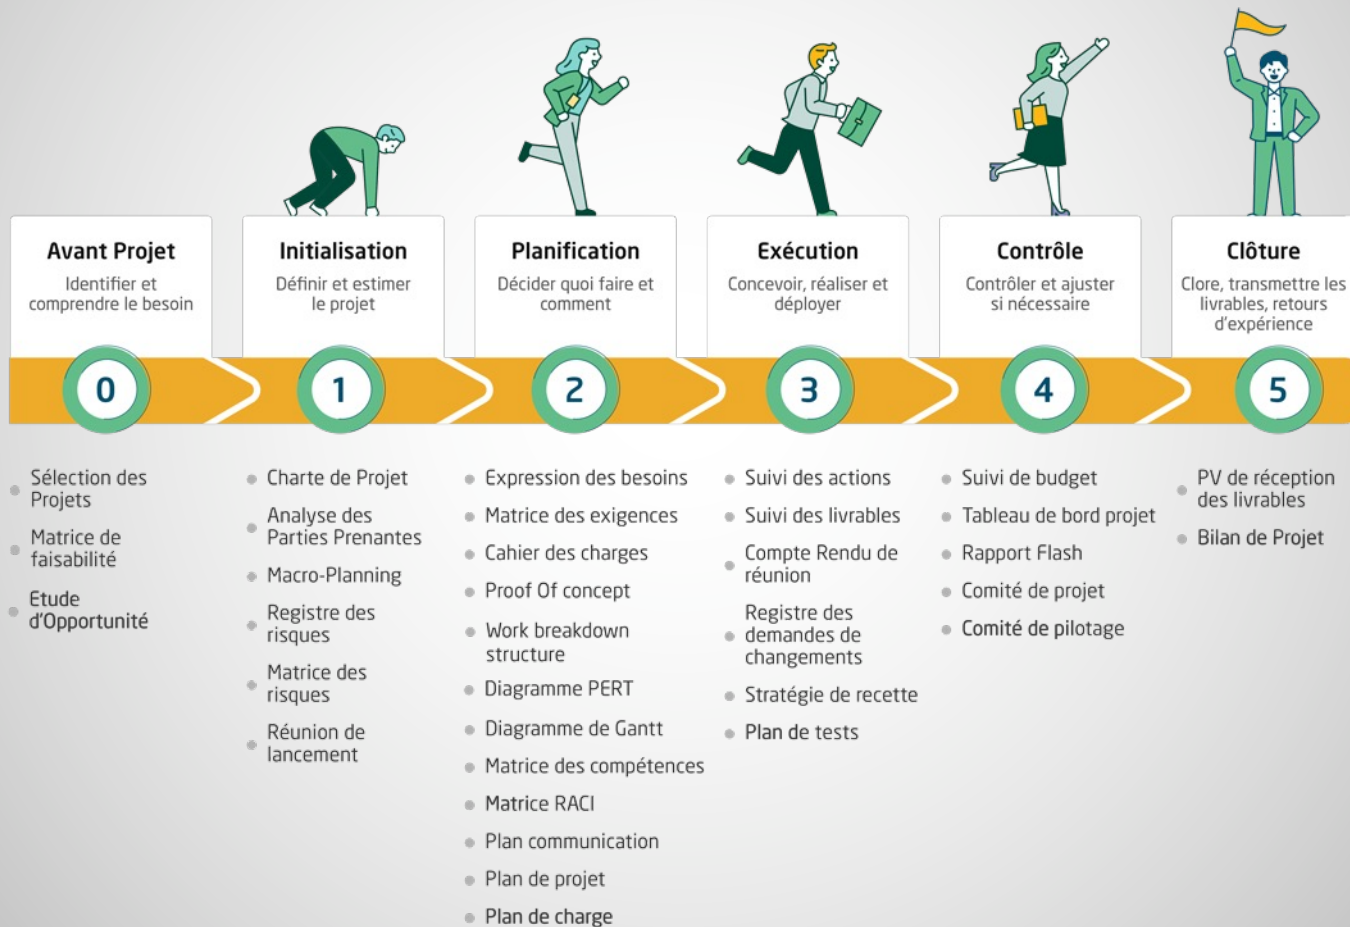 Avant Projet
Identifier et
comprendre le besoin
0
Sélection des
Projets
Matrice de
faisabilité
Etude
d'Opportunité
Initialisation
Définir et estimer
le projet
1
Charte de Projet
Analyse des
Parties Prenantes
Macro-Planning
Registre des
risques
Matrice des
risques
Réunion de
lancement
Planification
Décider quoi faire et
comment
2
Expression des besoins
Matrice des exigences
Cahier des charges
Proof Of concept
Work breakdown
structure
Diagramme PERT
Diagramme de Gantt
Matrice des compétences
Matrice RACI
Plan communication
Plan de projet
Plan de charge
Exécution
Concevoir, réaliser et
déployer
3
Suivi des actions
Suivi des livrables
Compte Rendu de
réunion
Registre des
demandes de
changements
Stratégie de recette
Plan de tests
Contrôle
Contrôler et ajuster
si nécessaire
4
Suivi de budget
Tableau de bord projet
Rapport Flash
Comité de projet
Comité de pilotage
Clôture
Clore, transmettre les
livrables, retours
d'expérience
5
PV de réception
des livrables
Bilan de Projet